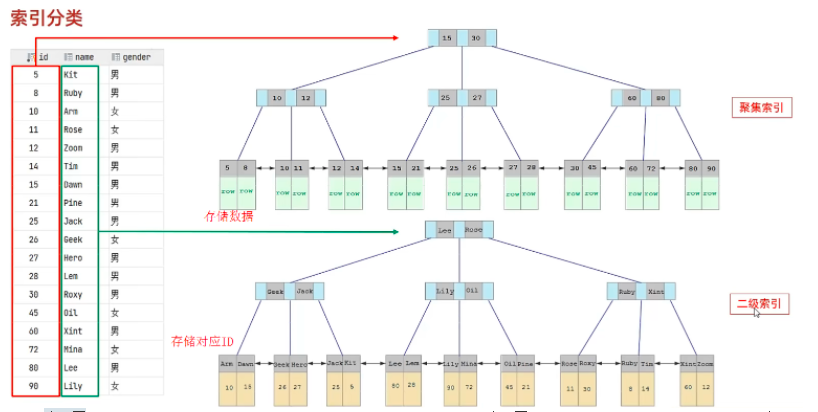 索引分类
id name gender
5 Kit 男
8 Ruby 男
10 Arm 女
11 Rose 女
12 Zoom 男
14 Tim 男
15 Dawn 男
21 Pine 男
25 Jack 男
26 Geek 女
27 Hero 男
28 Lem 男
30 Roxy 男
45 Oil 女
60 Xint 男
72 Mina 女
80 Lee 男
90 Lily 女
15 30
10 12 25 27 60 80
聚集索引
5 8 10 11 12 14 15 21 25 26 27 28 30 45 60 72 80 90
row row row row row row row row row row row row row row row row row row
存储数据
Lee Rose
Geek Jack Lily Oil Ruby Xint
二级索引
存储对应ID
Arm Dawn Geek Hero Jack Kit Lee Lem Lily Mina Oil Pine Rose Roxy Ruby Tim Xint Zoom
10 15 26 27 25 5 80 28 90 72 45 21 11 30 8 14 60 12